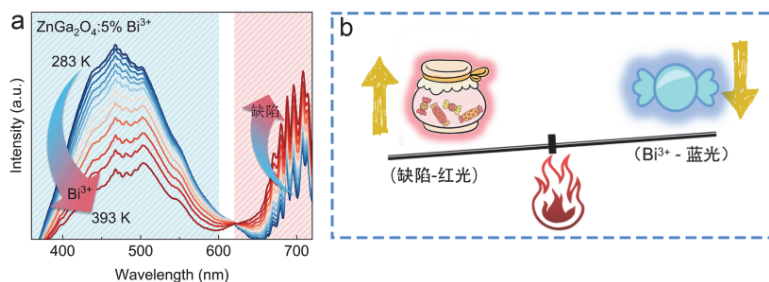 a
ZnGa₂O₄:5% Bi³⁺
283 K
缺陷
Bi³⁺
393 K
Intensity (a.u.)
400 500 600 700
Wavelength (nm)
b
(缺陷-红光)
(Bi³⁺ - 蓝光)